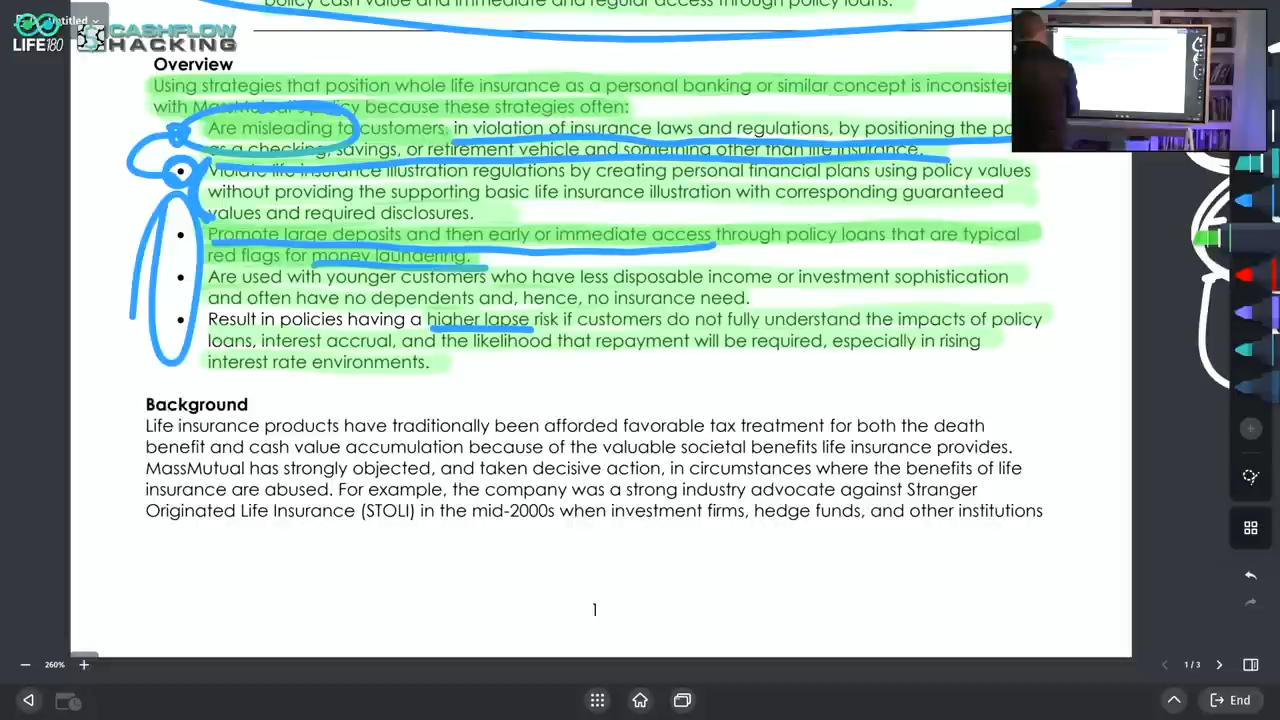 policy cash value and immediate and regular access through policy loans.
Untitled
LIFE180
CASHFLOW
HACKING
Overview
Using strategies that position whole life insurance as a personal banking or similar concept is inconsistent
with MassMutual's policy because these strategies often:
Are misleading to customers, in violation of insurance laws and regulations, by positioning the
as a checking, savings, or retirement vehicle and something other than life insurance.
• Violate life insurance illustration regulations by creating personal financial plans using policy values
without providing the supporting basic life insurance illustration with corresponding guaranteed
values and required disclosures.
• Promote large deposits and then early or immediate access through policy loans that are typical
red flags for money laundering.
• Are used with younger customers who have less disposable income or investment sophistication
and often have no dependents and, hence, no insurance need.
• Result in policies having a higher lapse risk if customers do not fully understand the impacts of policy
loans, interest accrual, and the likelihood that repayment will be required, especially in rising
interest rate environments.
Background
Life insurance products have traditionally been afforded favorable tax treatment for both the death
benefit and cash value accumulation because of the valuable societal benefits life insurance provides.
MassMutual has strongly objected, and taken decisive action, in circumstances where the benefits of life
insurance are abused. For example, the company was a strong industry advocate against Stranger
Originated Life Insurance (STOLI) in the mid-2000s when investment firms, hedge funds, and other institutions
1
260%
1/3
End